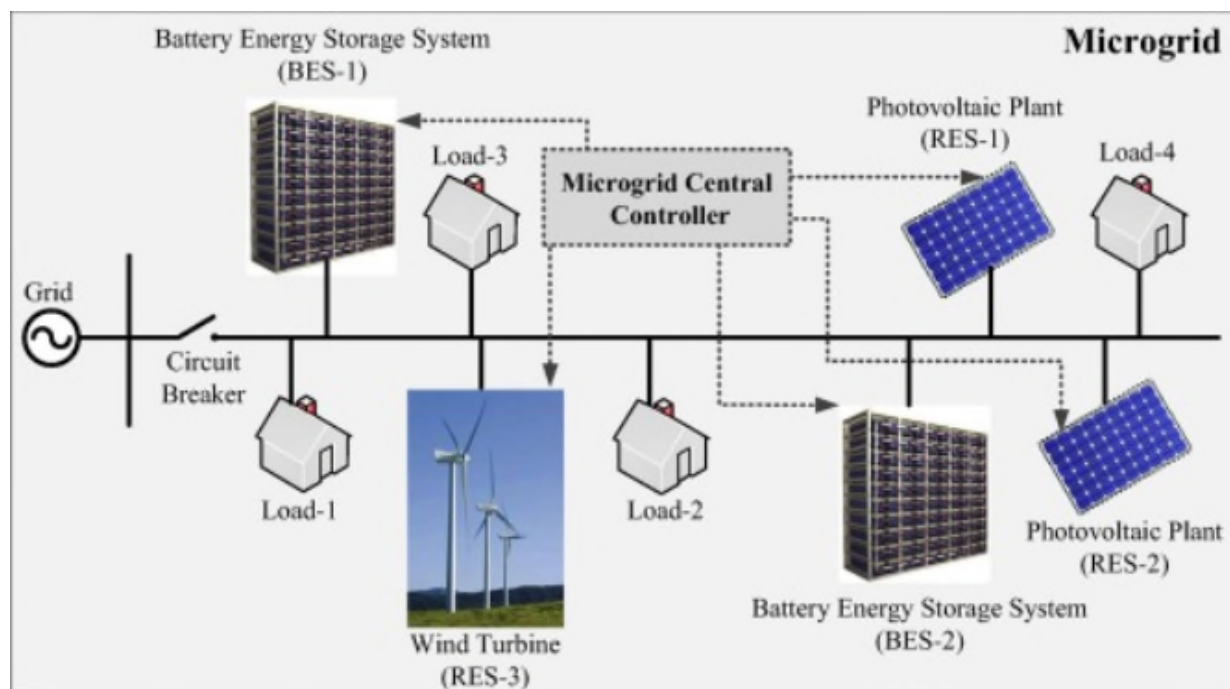 Microgrid
Battery Energy Storage System
(BES-1)
Photovoltaic Plant
(RES-1)
Load-3
Load-4
Microgrid Central
Controller
Grid
Circuit
Breaker
Load-1
Load-2
Wind Turbine
(RES-3)
Battery Energy Storage System
(BES-2)
Photovoltaic Plant
(RES-2)